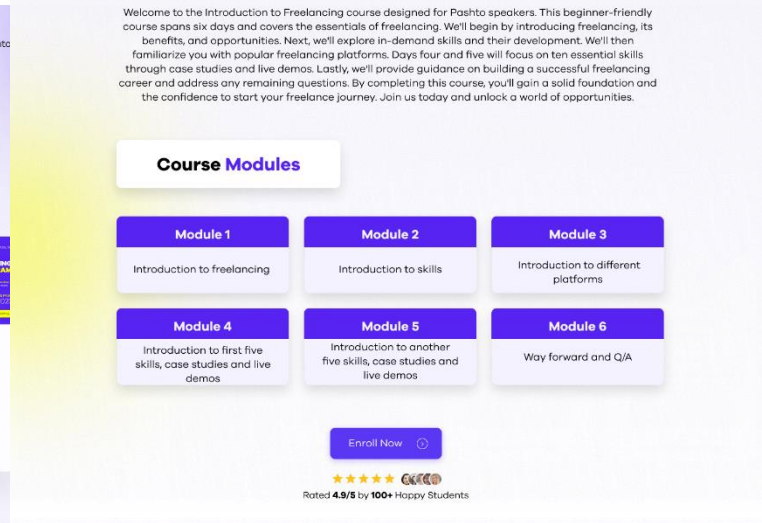 Welcome to the Introduction to Freelancing course designed for Pashto speakers. This beginner-friendly
course spans six days and covers the essentials of freelancing. We'll begin by introducing freelancing, its
benefits, and opportunities. Next, we'll explore in-demand skills and their development. We'll then
familiarize you with popular freelancing platforms. Days four and five will focus on ten essential skills
through case studies and live demos. Lastly, we'll provide guidance on building a successful freelancing
career and address any remaining questions. By completing this course, you'll gain a solid foundation and
the confidence to start your freelance journey. Join us today and unlock a world of opportunities.
Course Modules
Module 1
Introduction to freelancing
Module 2
Introduction to skills
Module 3
Introduction to different
platforms
Module 4
Introduction to first five
skills, case studies and live
demos
Module 5
Introduction to another
five skills, case studies and
live demos
Module 6
Way forward and Q/A
Enroll Now
Rated 4.9/5 by 100+ Happy Students